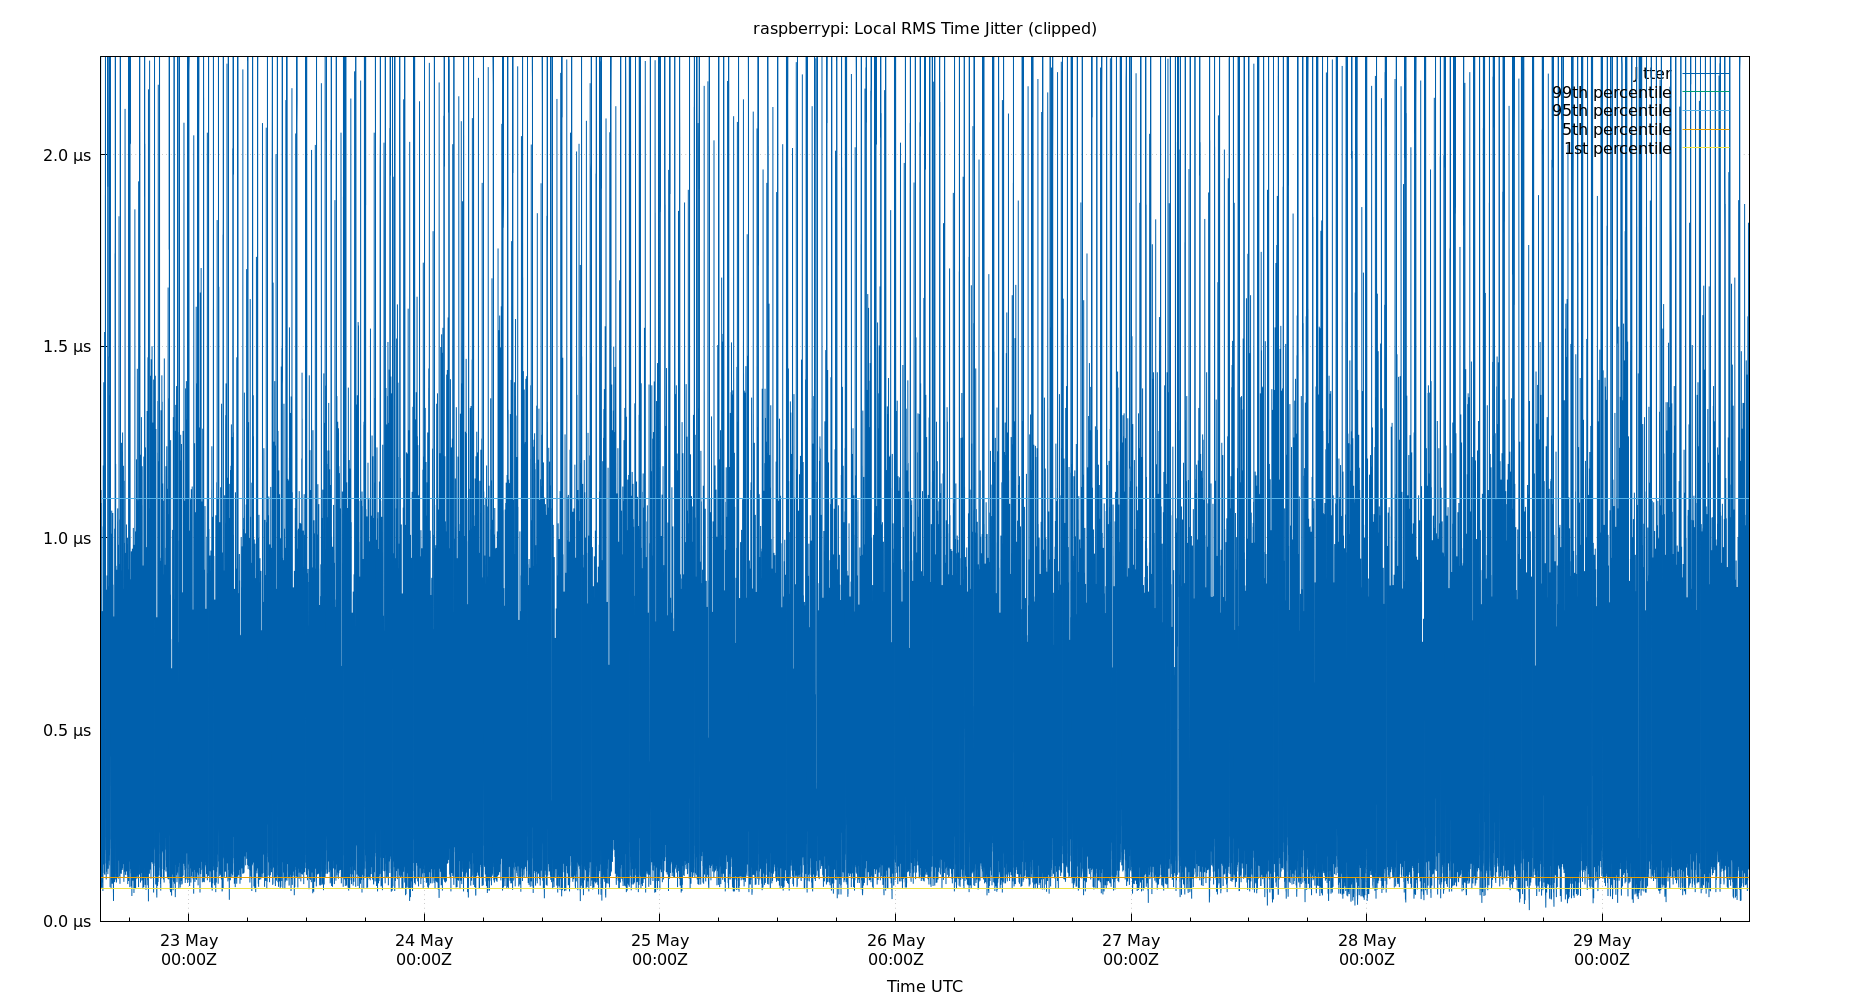 raspberrypi: Local RMS Time Jitter (clipped)
Jitter
99th percentile
95th percentile
5th percentile
1st percentile
2.0 µs
1.5 µs
1.0 µs
0.5 µs
0.0 µs
23 May
00:00Z
24 May
00:00Z
25 May
00:00Z
26 May
00:00Z
27 May
00:00Z
28 May
00:00Z
29 May
00:00Z
Time UTC